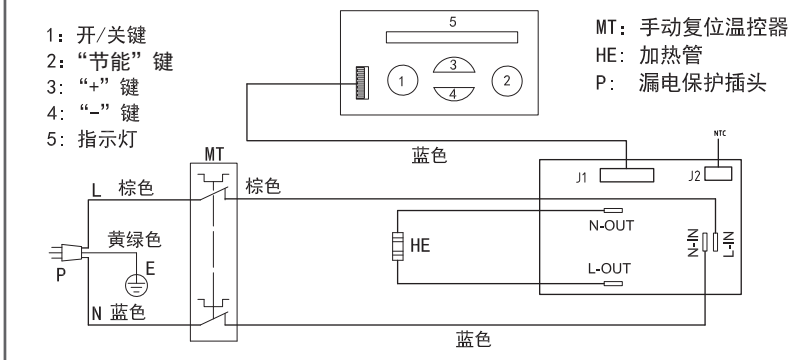 1: 开/关键
2: “节能”键
3: “+”键
4: “-”键
5: 指示灯
5
1
3
4
2
MT: 手动复位温控器
HE: 加热管
P: 漏电保护插头
蓝色
NTC
J1
J2
MT
L 棕色
棕色
黄绿色
P
E
N 蓝色
HE
N-OUT
L-OUT
N-IN
L-IN
蓝色